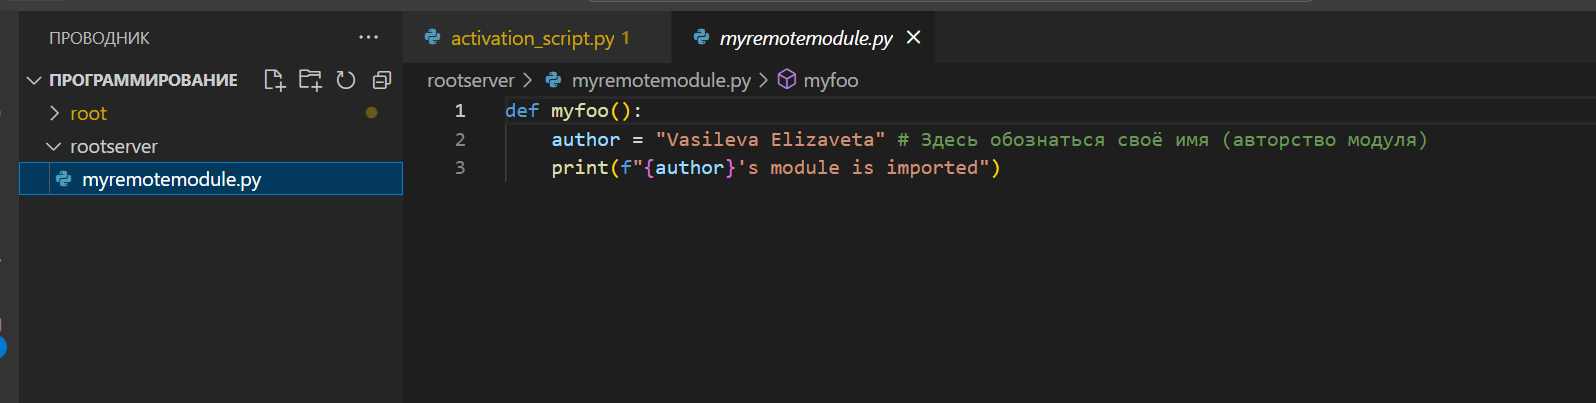 ПРОВОДНИК ···
ПРОГРАММИРОВАНИЕ
root
rootserver
myremotemodule.py
activation_script.py 1
myremotemodule.py
rootserver > myremotemodule.py > myfoo
1 def myfoo():
2 author = "Vasileva Elizaveta" # Здесь обозначаться своё имя (авторство модуля)
3 print(f"{author}'s module is imported")